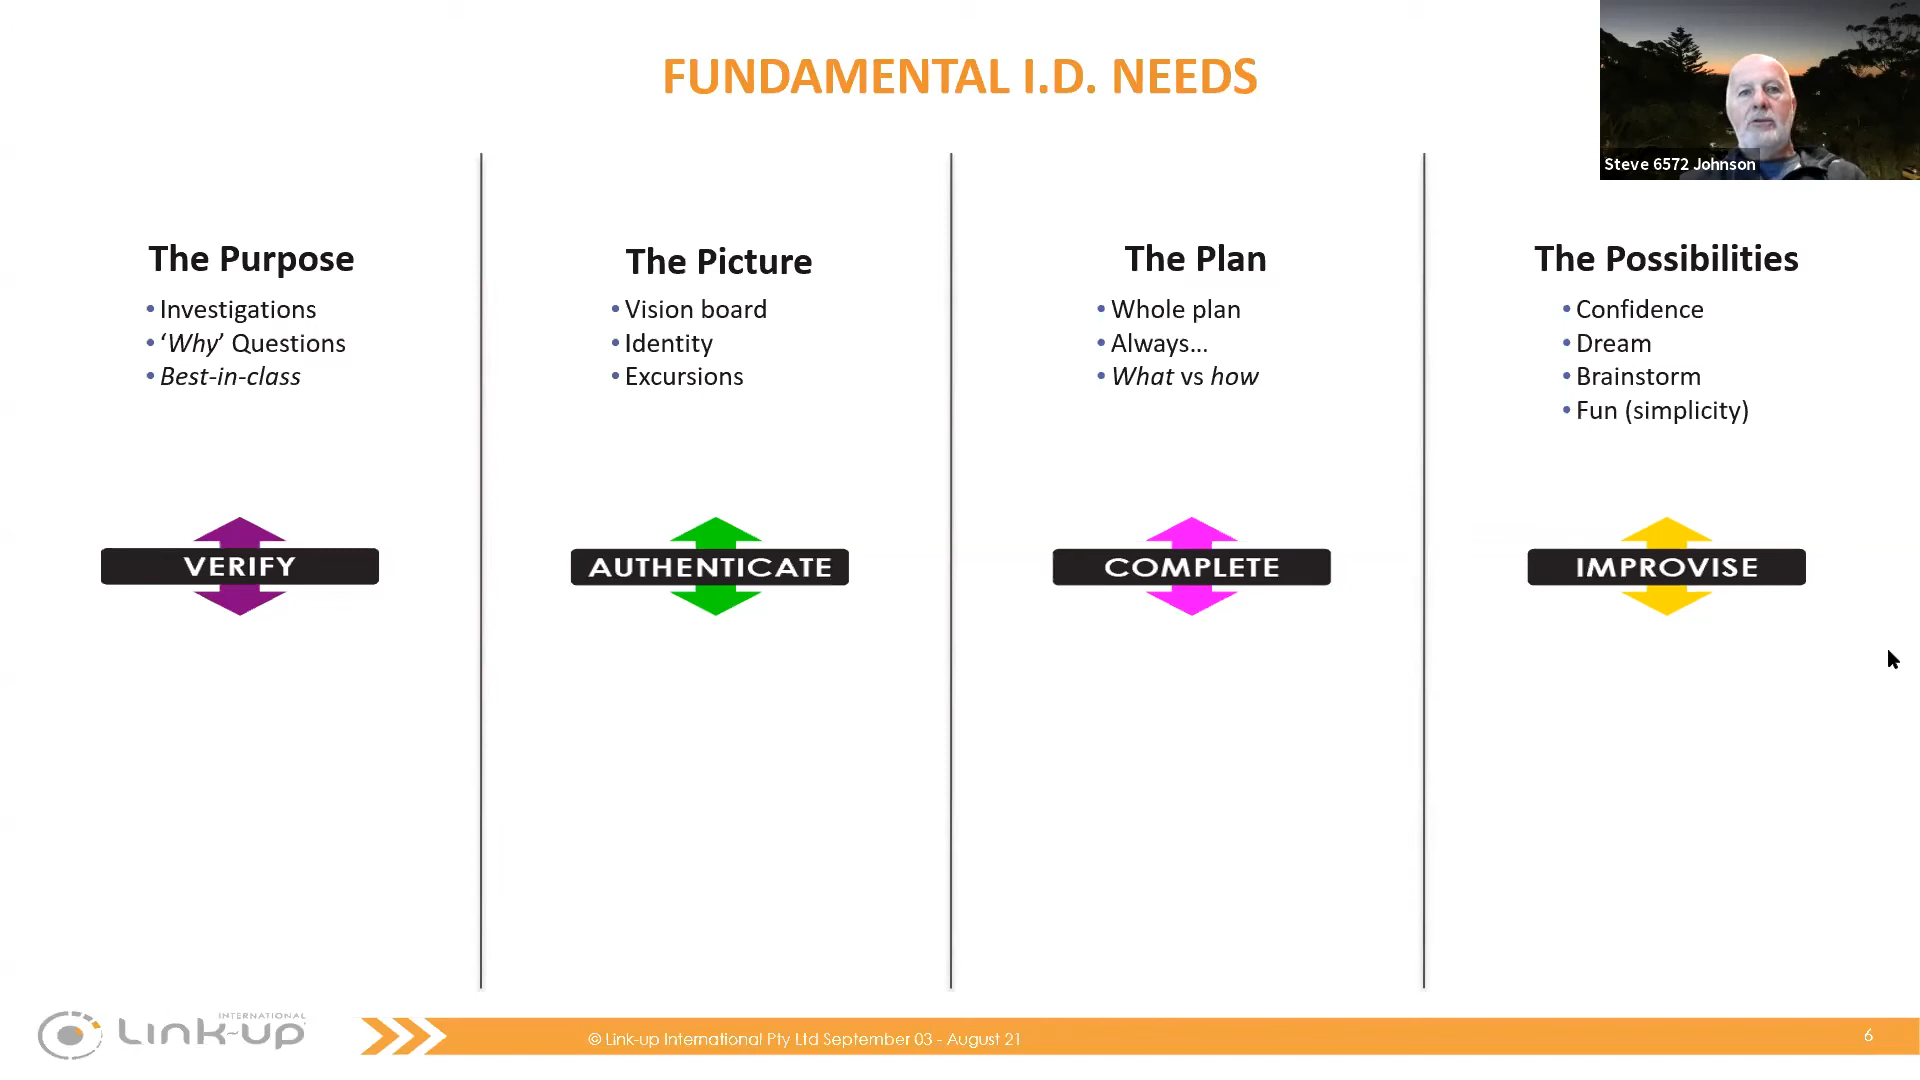 FUNDAMENTAL I.D. NEEDS
Steve 6572 Johnson
The Purpose
• Investigations
• ‘Why’ Questions
• Best-in-class
VERIFY
The Picture
• Vision board
• Identity
• Excursions
AUTHENTICATE
The Plan
• Whole plan
• Always...
• What vs how
COMPLETE
The Possibilities
• Confidence
• Dream
• Brainstorm
• Fun (simplicity)
IMPROVISE
INTERNATIONAL
Link-up
© Link-up International Pty Ltd September 03 - August 21
6